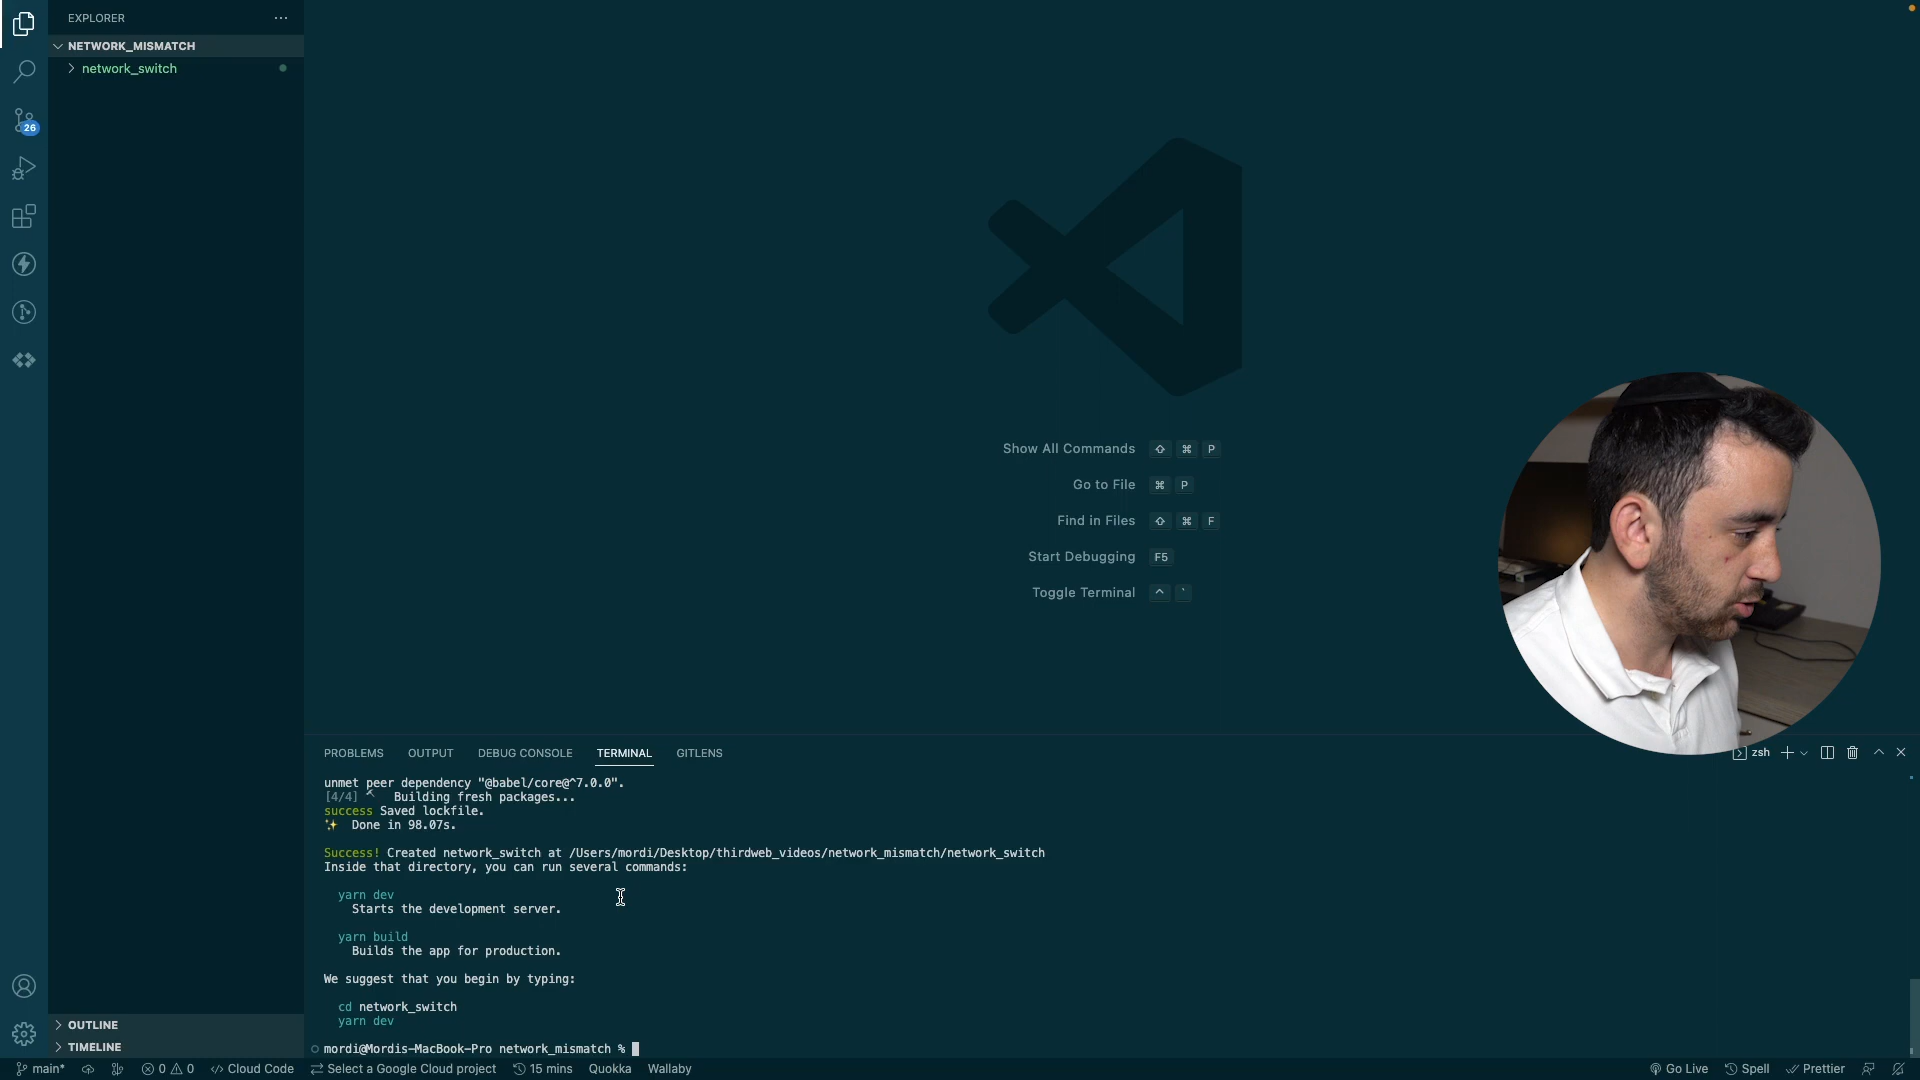 EXPLORER
NETWORK_MISMATCH
network_switch
26
Show All Commands ⇧ ⌘ P
Go to File ⌘ P
Find in Files ⇧ ⌘ F
Start Debugging F5
Toggle Terminal ^ `
PROBLEMS OUTPUT DEBUG CONSOLE TERMINAL GITLENS
zsh
unmet peer dependency "@babel/core@^7.0.0".
[4/4] Building fresh packages...
success Saved lockfile.
✨ Done in 98.07s.
Success! Created network_switch at /Users/mordi/Desktop/thirdweb_videos/network_mismatch/network_switch
Inside that directory, you can run several commands:
yarn dev
Starts the development server.
yarn build
Builds the app for production.
We suggest that you begin by typing:
cd network_switch
yarn dev
mordi@Mordis-MacBook-Pro network_mismatch %
OUTLINE
TIMELINE
main* 0 0 Cloud Code Select a Google Cloud project 15 mins Quokka Wallaby Go Live Spell Prettier